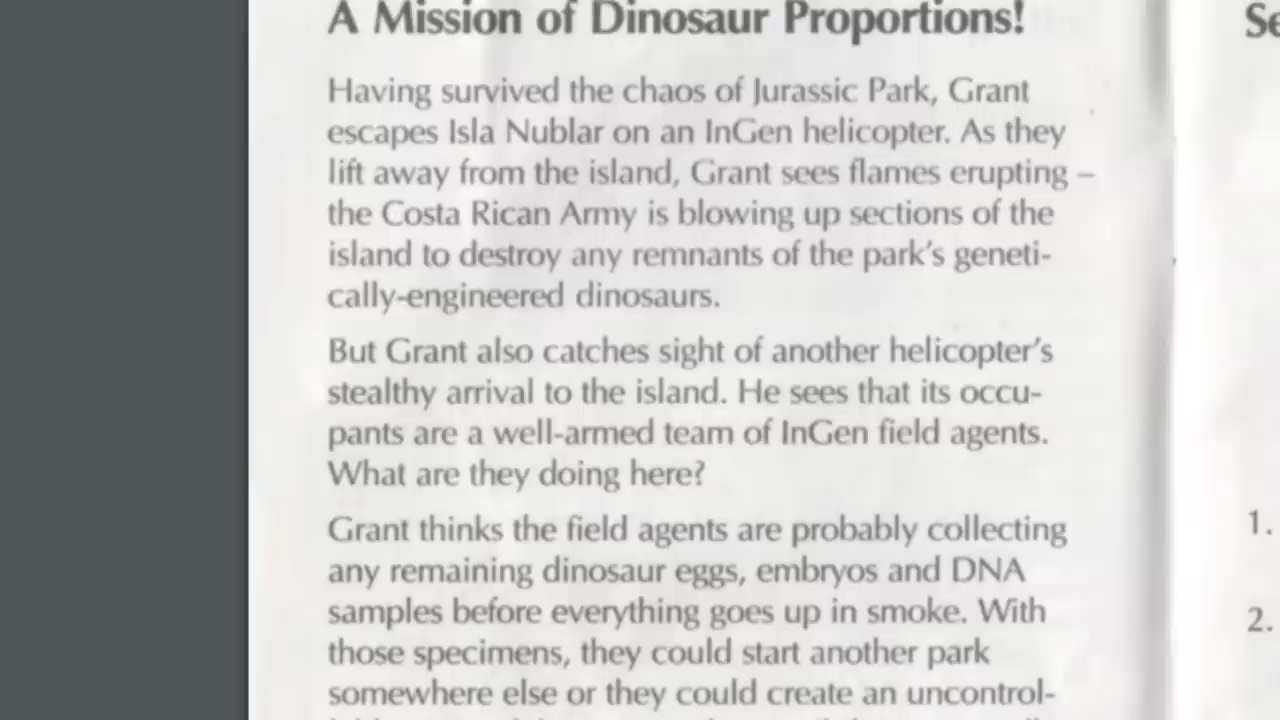 A Mission of Dinosaur Proportions!
Having survived the chaos of Jurassic Park, Grant
escapes Isla Nublar on an InGen helicopter. As they
lift away from the island, Grant sees flames erupting –
the Costa Rican Army is blowing up sections of the
island to destroy any remnants of the park's geneti-
cally-engineered dinosaurs.
But Grant also catches sight of another helicopter's
stealthy arrival to the island. He sees that its occu-
pants are a well-armed team of InGen field agents.
What are they doing here?
Grant thinks the field agents are probably collecting
any remaining dinosaur eggs, embryos and DNA
samples before everything goes up in smoke. With
those specimens, they could start another park
somewhere else or they could create an uncontrol-
1.
2.